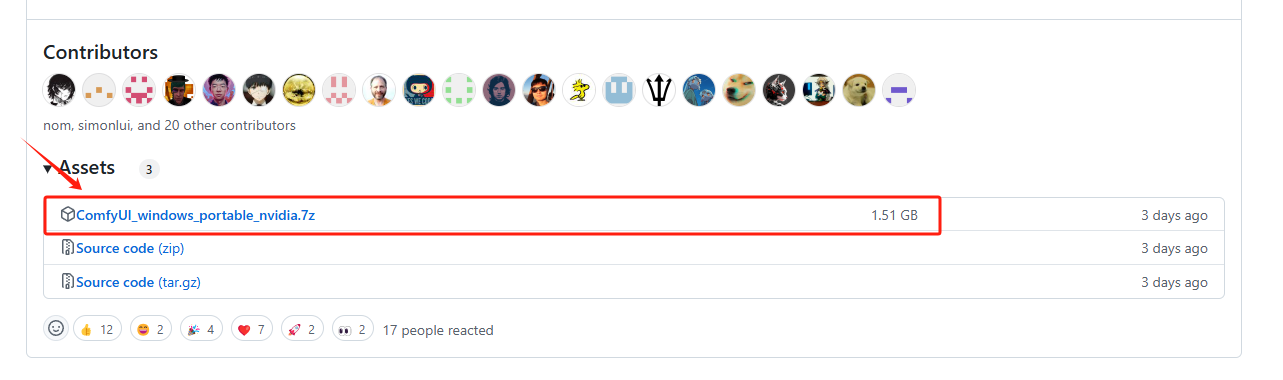 Contributors
nom, simonlui, and 20 other contributors
Assets 3
ComfyUI_windows_portable_nvidia.7z 1.51 GB 3 days ago
Source code (zip) 3 days ago
Source code (tar.gz) 3 days ago
12 2 4 7 2 2 17 people reacted